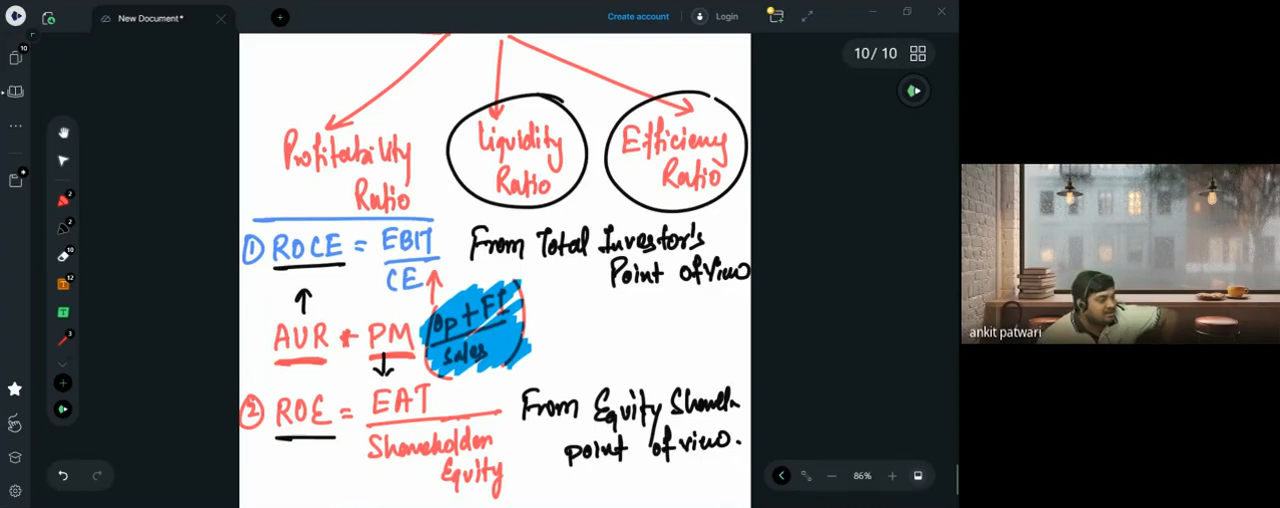 New Document*
Create account
Login
10/ 10
Profitability
Ratio
Liquidity
Ratio
Efficiency
Ratio
① ROCE = EBIT
CE
From Total Investor's
Point of View
AUR * PM
Op + FI
Sales
② ROE = EAT
Shareholder
Equity
From Equity
point of view.
ankit patwari
86%